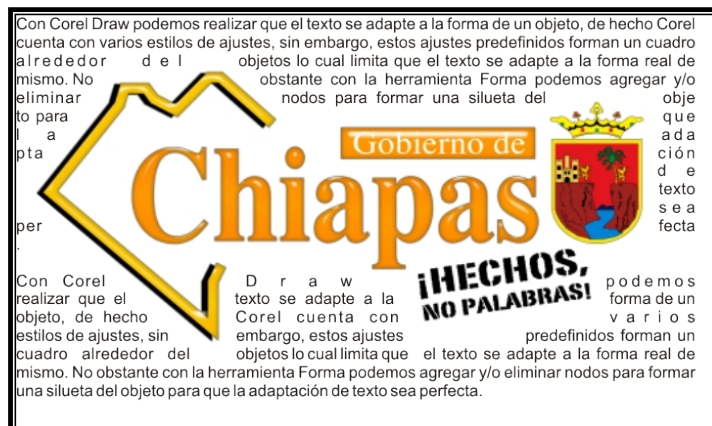 Con Corel Draw podemos realizar que el texto se adapte a la forma de un objeto, de hecho Corel
cuenta con varios estilos de ajustes, sin embargo, estos ajustes predefinidos forman un cuadro
alrededor del objetos lo cual limita que el texto se adapte a la forma real de
mismo. No obstante con la herramienta Forma podemos agregar y/o
eliminar nodos para formar una silueta del obje
to para que
la ada
pta ción
de
texto
sea
per fecta
.
Gobierno de
Chiapas
¡HECHOS,
NO PALABRAS!
Con Corel Draw podemos
realizar que el texto se adapte a la forma de un
objeto, de hecho Corel cuenta con varios
estilos de ajustes, sin embargo, estos ajustes predefinidos forman un
cuadro alrededor del objetos lo cual limita que el texto se adapte a la forma real de
mismo. No obstante con la herramienta Forma podemos agregar y/o eliminar nodos para formar
una silueta del objeto para que la adaptación de texto sea perfecta.